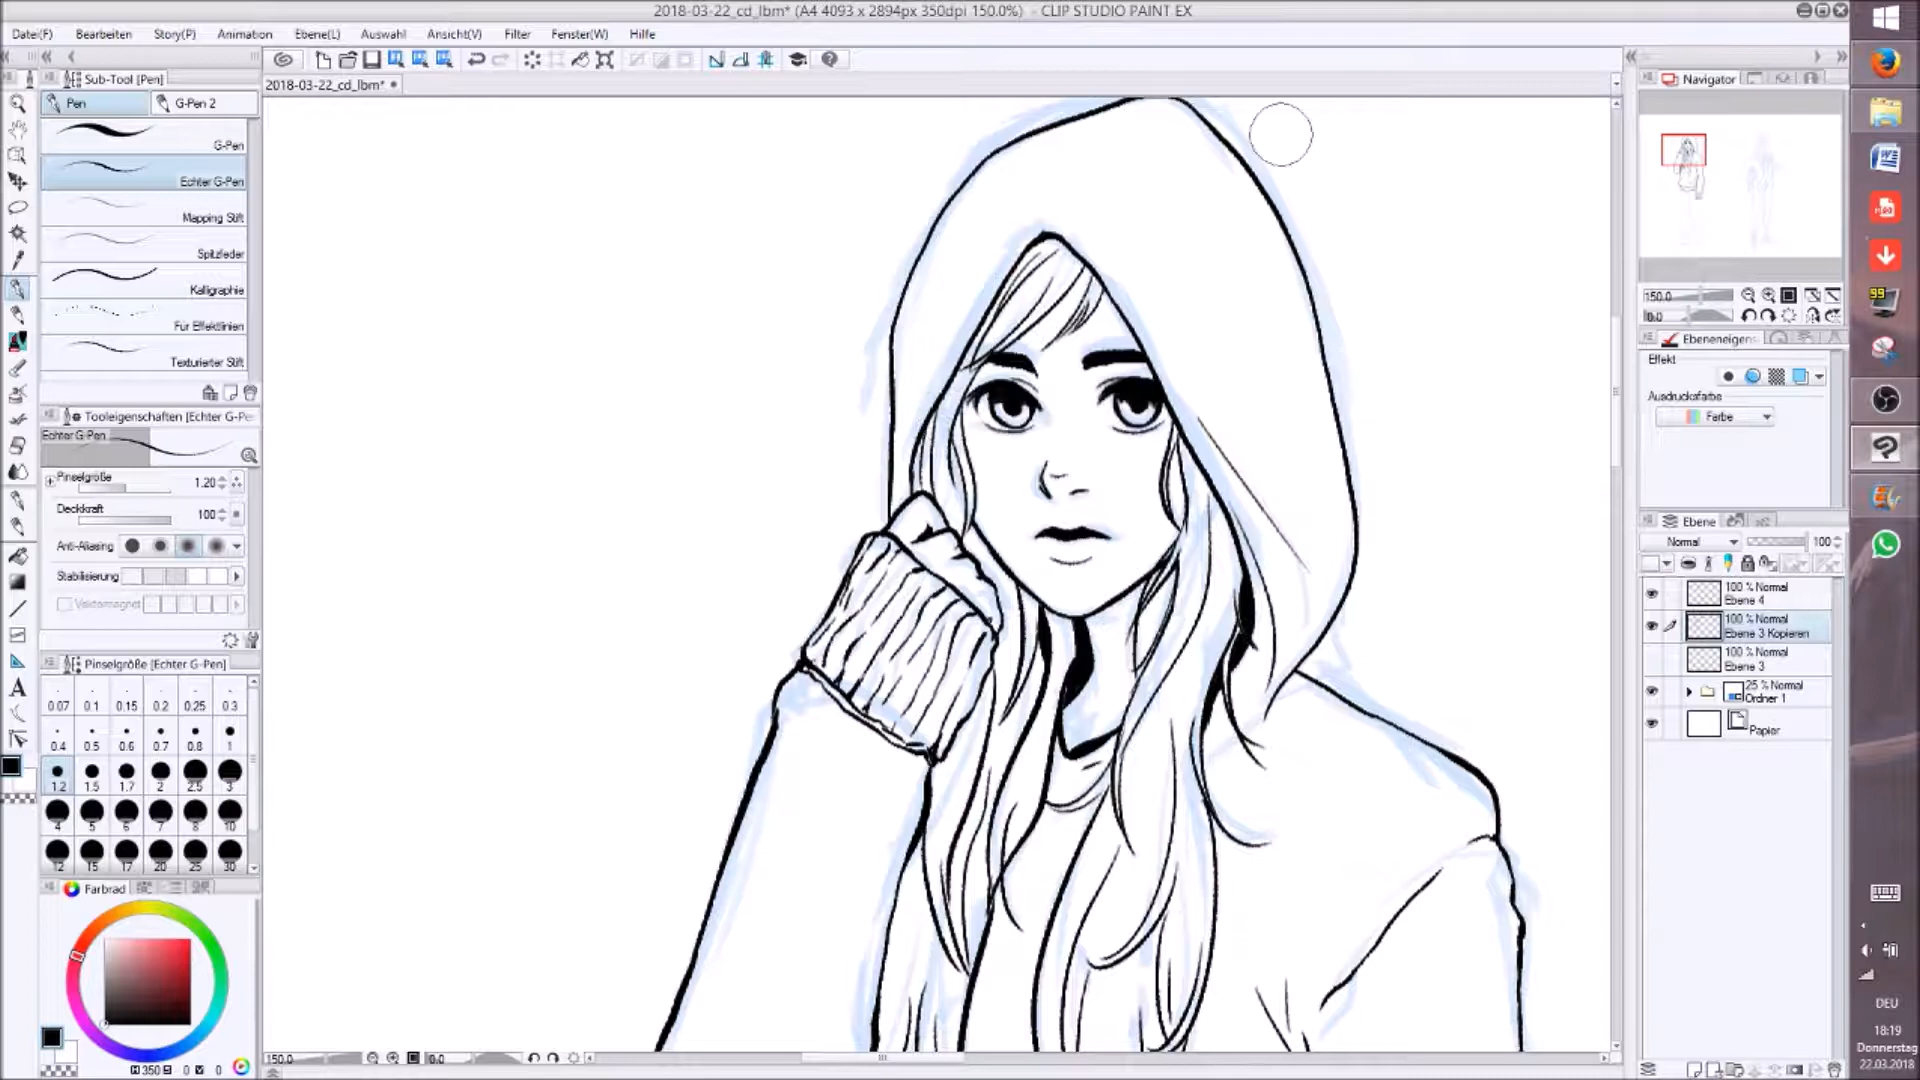 2018-03-22_cd_lbm* (A4 4093 x 2894px 350dpi 150.0%) - CLIP STUDIO PAINT EX
Datei(F) Bearbeiten Story(P) Animation Ebene(L) Auswahl Ansicht(V) Filter Fenster(W) Hilfe
Sub-Tool [Pen]
2018-03-22_cd_lbm*
Pen G-Pen 2
G-Pen
Echter G-Pen
Mapping Stift
Spitzfeder
Kalligraphie
Für Effektlinien
Texturierter Stift
Tooleigenschaften [Echter G-Pe
Echter G-Pen
Pinselgröße 1.20
Deckkraft 100
Anti-Aliasing
Stabilisierung
Vektormagnet
Pinselgröße [Echter G-Pen]
0.07 0.1 0.15 0.2 0.25 0.3
0.4 0.5 0.6 0.7 0.8 1
1.2 1.5 1.7 2 2.5 3
4 5 6 7 8 10
12 15 17 20 25 30
Farbrad
H 350 S 0 V 0
150.0 0.0
Navigator
150.0
0.0
Ebeneneigens
Effekt
Ausdrucksfarbe
Farbe
Ebene
Normal 100
100 % Normal
Ebene 4
100 % Normal
Ebene 3 Kopieren
100 % Normal
Ebene 3
25 % Normal
Ordner 1
Papier
99
DEU
18:19
Donnerstag
22.03.2018